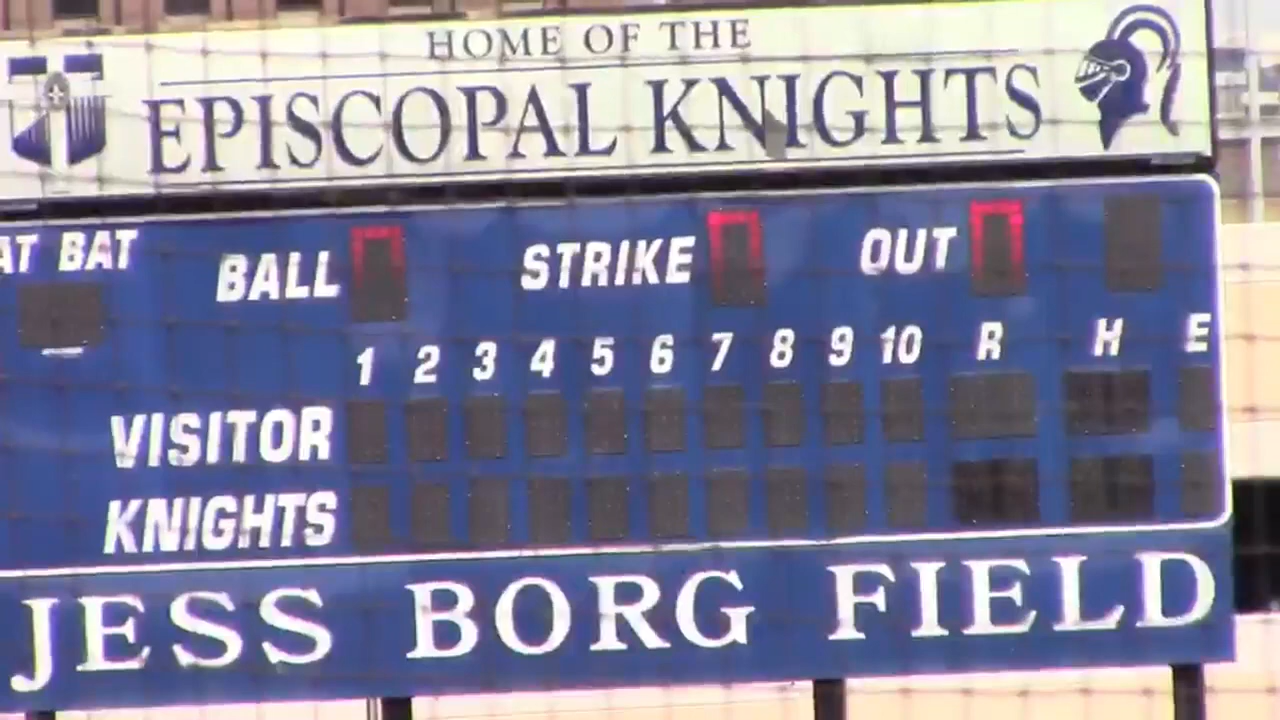 HOME OF THE
EPISCOPAL KNIGHTS
AT BAT BALL STRIKE OUT
1 2 3 4 5 6 7 8 9 10 R H E
VISITOR
KNIGHTS
JESS BORG FIELD